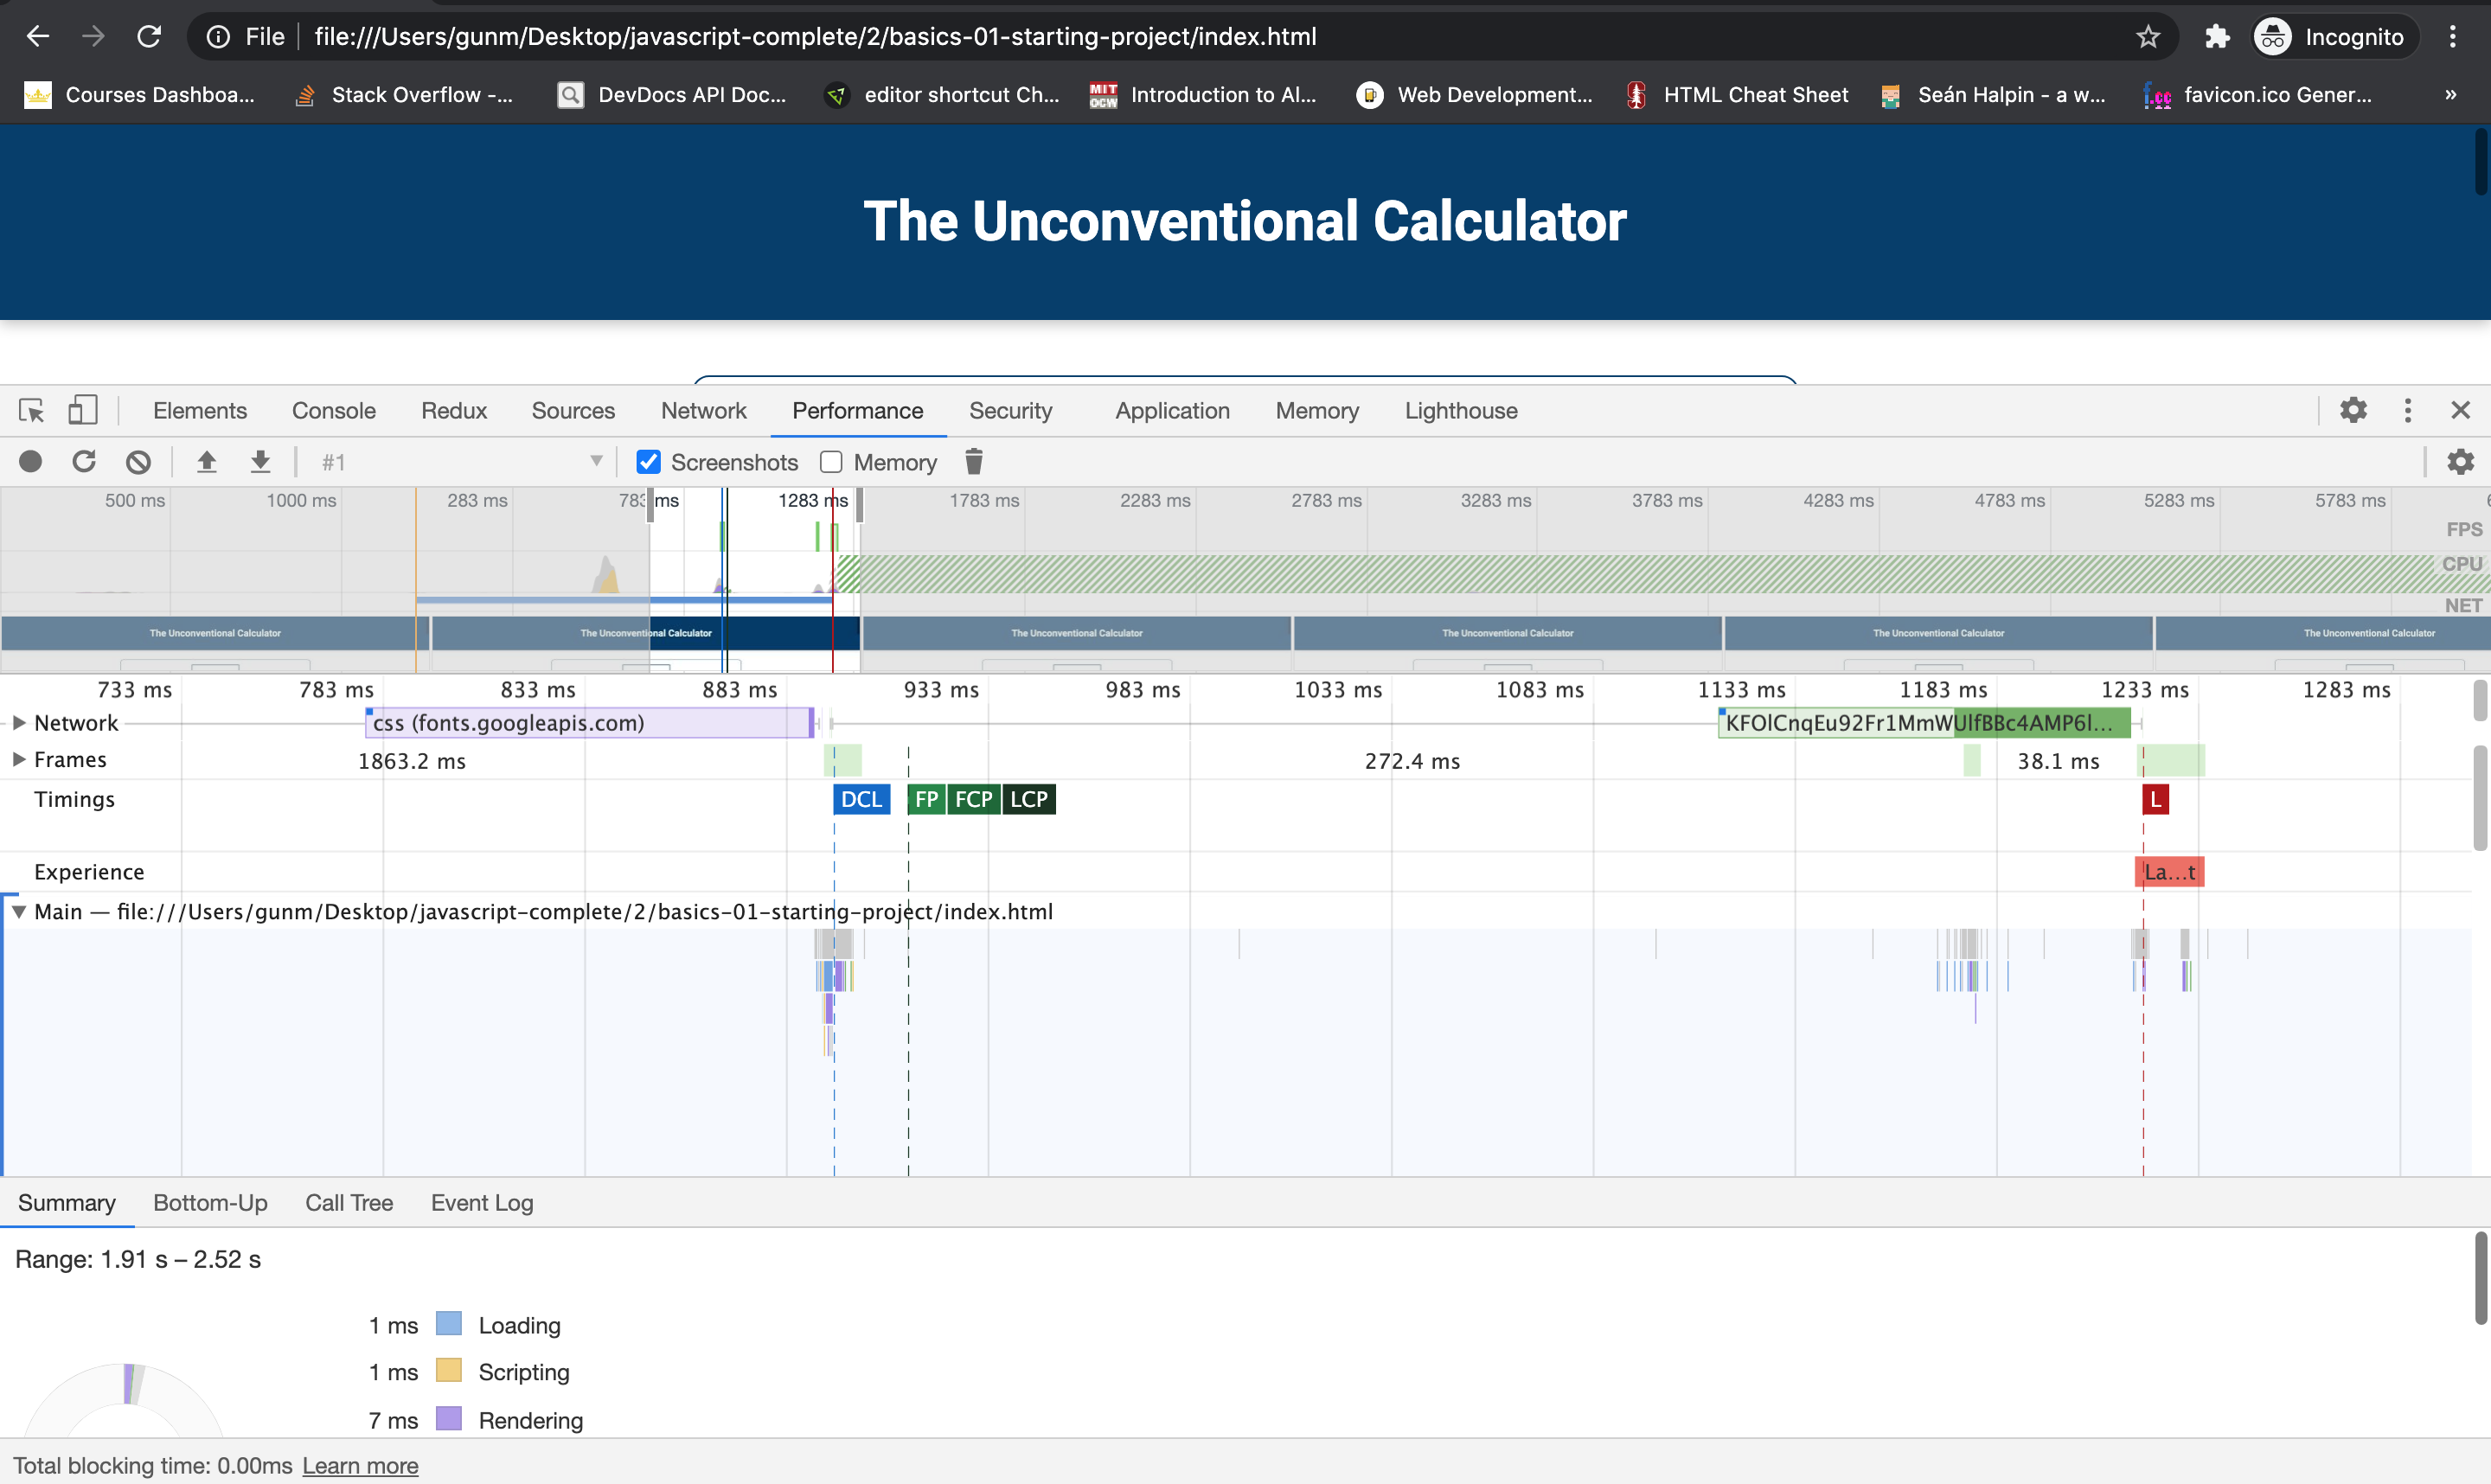 File file:///Users/gunm/Desktop/javascript-complete/2/basics-01-starting-project/index.html Incognito
Courses Dashboa... Stack Overflow -... DevDocs API Doc... editor shortcut Ch... MIT OCW Introduction to AI... Web Development... HTML Cheat Sheet Seán Halpin - a w... f.cc favicon.ico Gener... »
The Unconventional Calculator
Elements Console Redux Sources Network Performance Security Application Memory Lighthouse
#1 Screenshots Memory
500 ms 1000 ms 283 ms 783 ms 1283 ms 1783 ms 2283 ms 2783 ms 3283 ms 3783 ms 4283 ms 4783 ms 5283 ms 5783 ms
FPS
CPU
NET
The Unconventional Calculator The Unconventional Calculator The Unconventional Calculator The Unconventional Calculator The Unconventional Calculator The Unconventional Calculator
733 ms 783 ms 833 ms 883 ms 933 ms 983 ms 1033 ms 1083 ms 1133 ms 1183 ms 1233 ms 1283 ms
Network css (fonts.googleapis.com) KFOlCnqEu92Fr1MmWUlfBBc4AMP6l...
Frames 1863.2 ms 272.4 ms 38.1 ms
Timings DCL FP FCP LCP L
Experience La...t
Main — file:///Users/gunm/Desktop/javascript-complete/2/basics-01-starting-project/index.html
Summary Bottom-Up Call Tree Event Log
Range: 1.91 s – 2.52 s
1 ms Loading
1 ms Scripting
7 ms Rendering
Total blocking time: 0.00ms Learn more